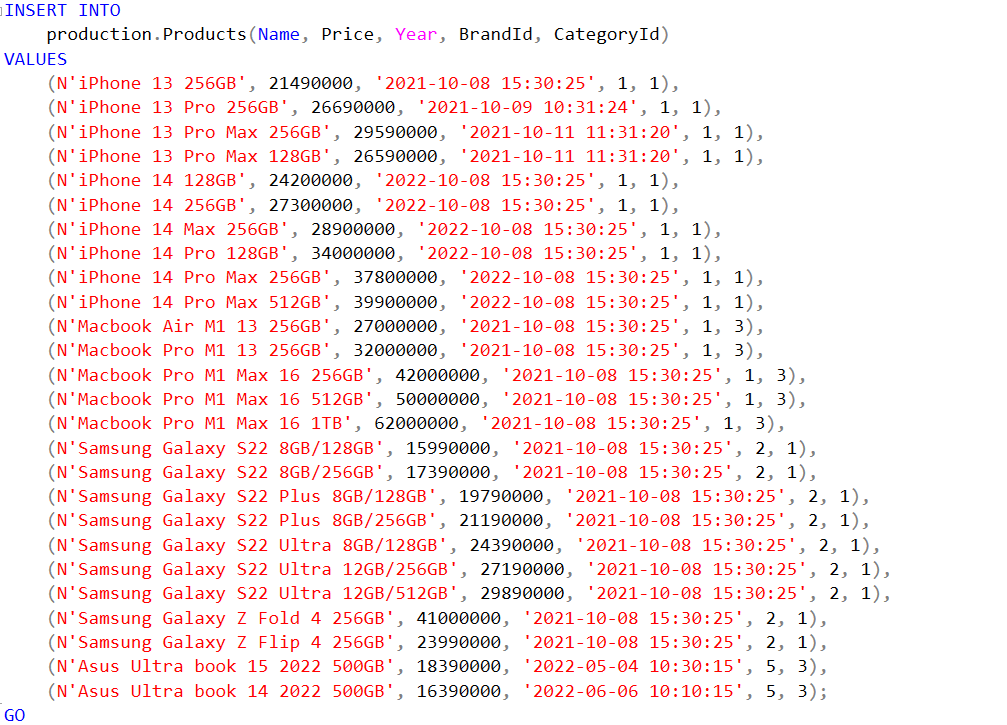 INSERT INTO
    production.Products(Name, Price, Year, BrandId, CategoryId)
VALUES
    (N'iPhone 13 256GB', 21490000, '2021-10-08 15:30:25', 1, 1),
    (N'iPhone 13 Pro 256GB', 26690000, '2021-10-09 10:31:24', 1, 1),
    (N'iPhone 13 Pro Max 256GB', 29590000, '2021-10-11 11:31:20', 1, 1),
    (N'iPhone 13 Pro Max 128GB', 26590000, '2021-10-11 11:31:20', 1, 1),
    (N'iPhone 14 128GB', 24200000, '2022-10-08 15:30:25', 1, 1),
    (N'iPhone 14 256GB', 27300000, '2022-10-08 15:30:25', 1, 1),
    (N'iPhone 14 Max 256GB', 28900000, '2022-10-08 15:30:25', 1, 1),
    (N'iPhone 14 Pro 128GB', 34000000, '2022-10-08 15:30:25', 1, 1),
    (N'iPhone 14 Pro Max 256GB', 37800000, '2022-10-08 15:30:25', 1, 1),
    (N'iPhone 14 Pro Max 512GB', 39900000, '2022-10-08 15:30:25', 1, 1),
    (N'Macbook Air M1 13 256GB', 27000000, '2021-10-08 15:30:25', 1, 3),
    (N'Macbook Pro M1 13 256GB', 32000000, '2021-10-08 15:30:25', 1, 3),
    (N'Macbook Pro M1 Max 16 256GB', 42000000, '2021-10-08 15:30:25', 1, 3),
    (N'Macbook Pro M1 Max 16 512GB', 50000000, '2021-10-08 15:30:25', 1, 3),
    (N'Macbook Pro M1 Max 16 1TB', 62000000, '2021-10-08 15:30:25', 1, 3),
    (N'Samsung Galaxy S22 8GB/128GB', 15990000, '2021-10-08 15:30:25', 2, 1),
    (N'Samsung Galaxy S22 8GB/256GB', 17390000, '2021-10-08 15:30:25', 2, 1),
    (N'Samsung Galaxy S22 Plus 8GB/128GB', 19790000, '2021-10-08 15:30:25', 2, 1),
    (N'Samsung Galaxy S22 Plus 8GB/256GB', 21190000, '2021-10-08 15:30:25', 2, 1),
    (N'Samsung Galaxy S22 Ultra 8GB/128GB', 24390000, '2021-10-08 15:30:25', 2, 1),
    (N'Samsung Galaxy S22 Ultra 12GB/256GB', 27190000, '2021-10-08 15:30:25', 2, 1),
    (N'Samsung Galaxy S22 Ultra 12GB/512GB', 29890000, '2021-10-08 15:30:25', 2, 1),
    (N'Samsung Galaxy Z Fold 4 256GB', 41000000, '2021-10-08 15:30:25', 2, 1),
    (N'Samsung Galaxy Z Flip 4 256GB', 23990000, '2021-10-08 15:30:25', 2, 1),
    (N'Asus Ultra book 15 2022 500GB', 18390000, '2022-05-04 10:30:15', 5, 3),
    (N'Asus Ultra book 14 2022 500GB', 16390000, '2022-06-06 10:10:15', 5, 3);
GO